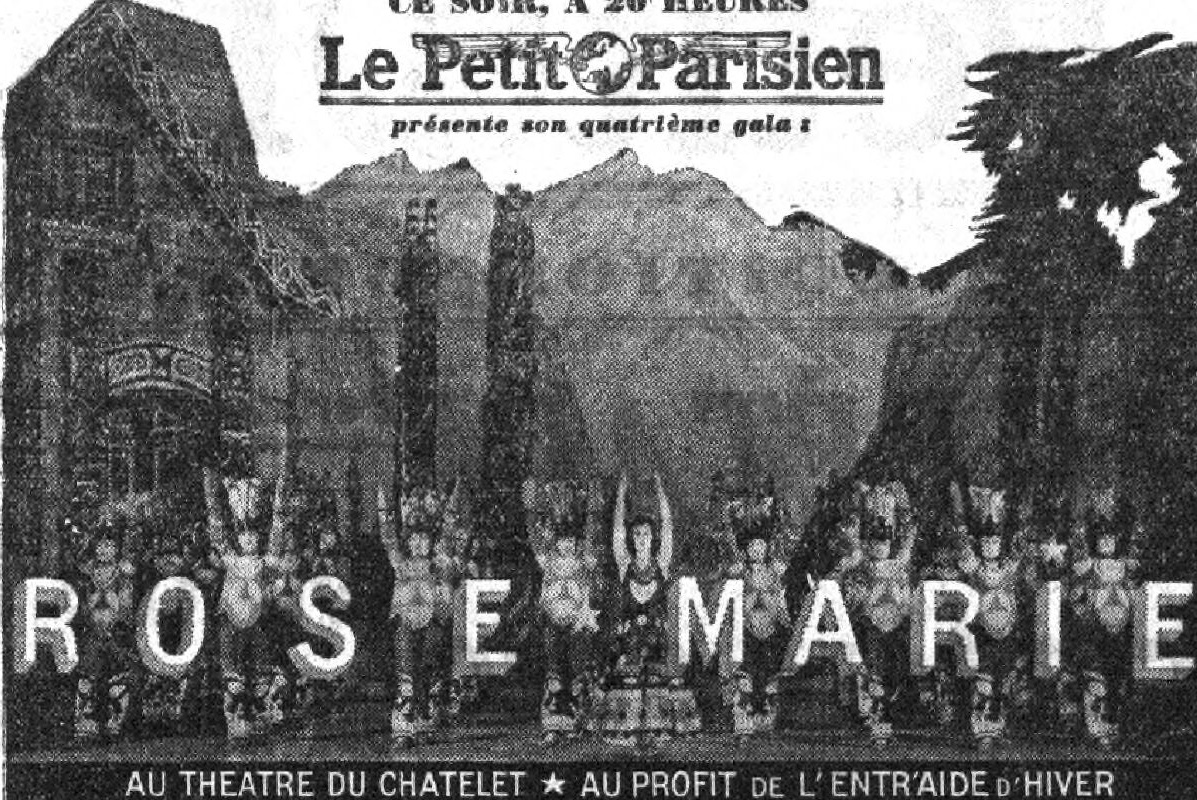 CE SOIR, A 20 HEURES
Le Petit Parisien
présente son quatrième gala :
ROSE MARIE
AU THEATRE DU CHATELET ★ AU PROFIT DE L'ENTR'AIDE D'HIVER